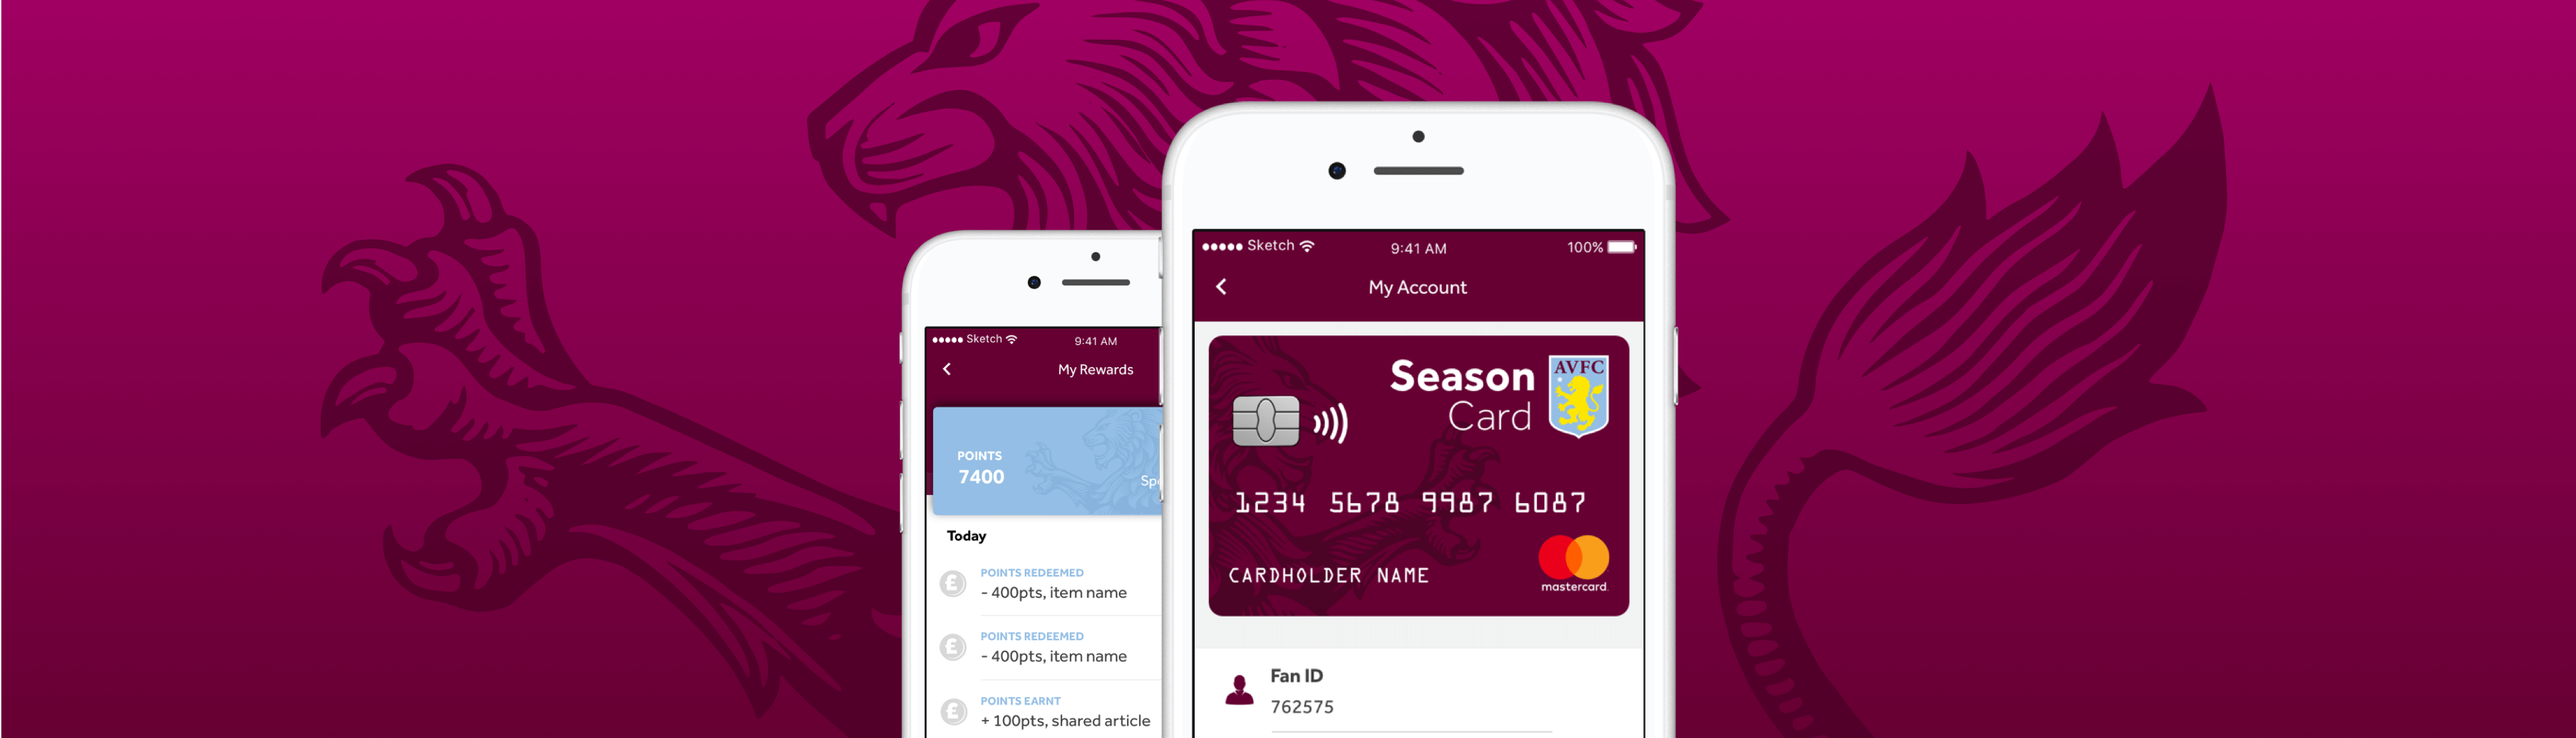 Sketch
9:41 AM
My Rewards
POINTS
7400
Today
POINTS REDEEMED
- 400pts, item name
POINTS REDEEMED
- 400pts, item name
POINTS EARNT
+ 100pts, shared article
Sketch
9:41 AM
100%
My Account
Season
Card
AVFC
1234 5678 9987 6087
CARDHOLDER NAME
mastercard
Fan ID
762575